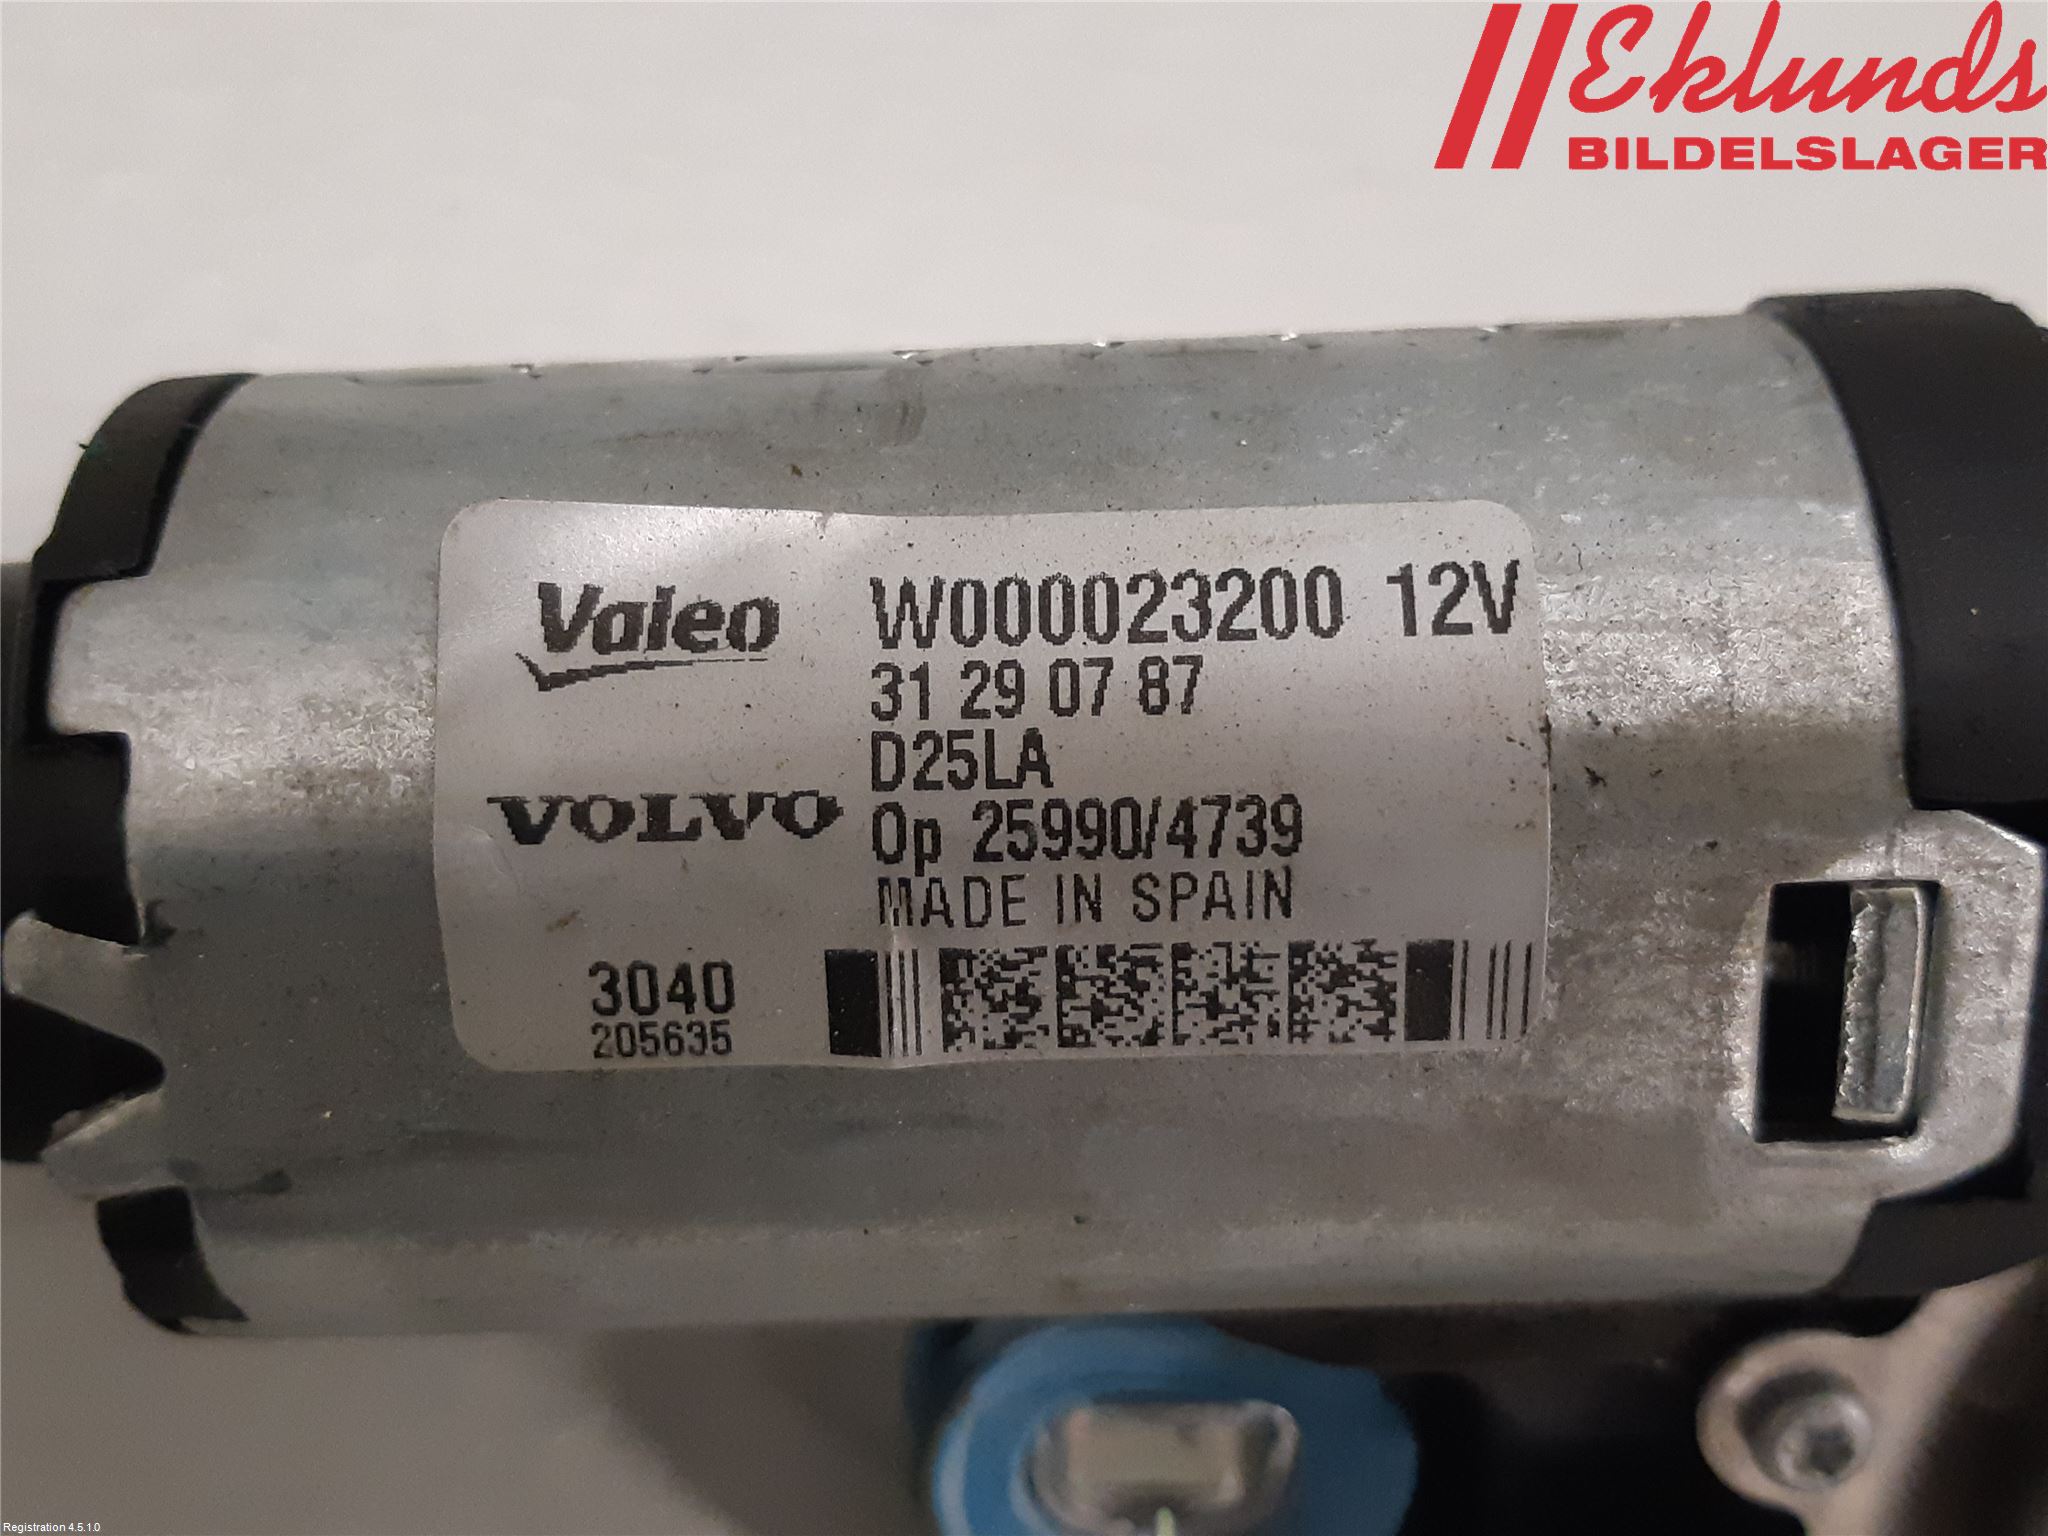 Eklunds
BILDELSLAGER
Valeo W000023200 12V
31 29 07 87
D25LA
VOLVO Op 25990/4739
MADE IN SPAIN
3040
205635
Registration 4.5.1.0